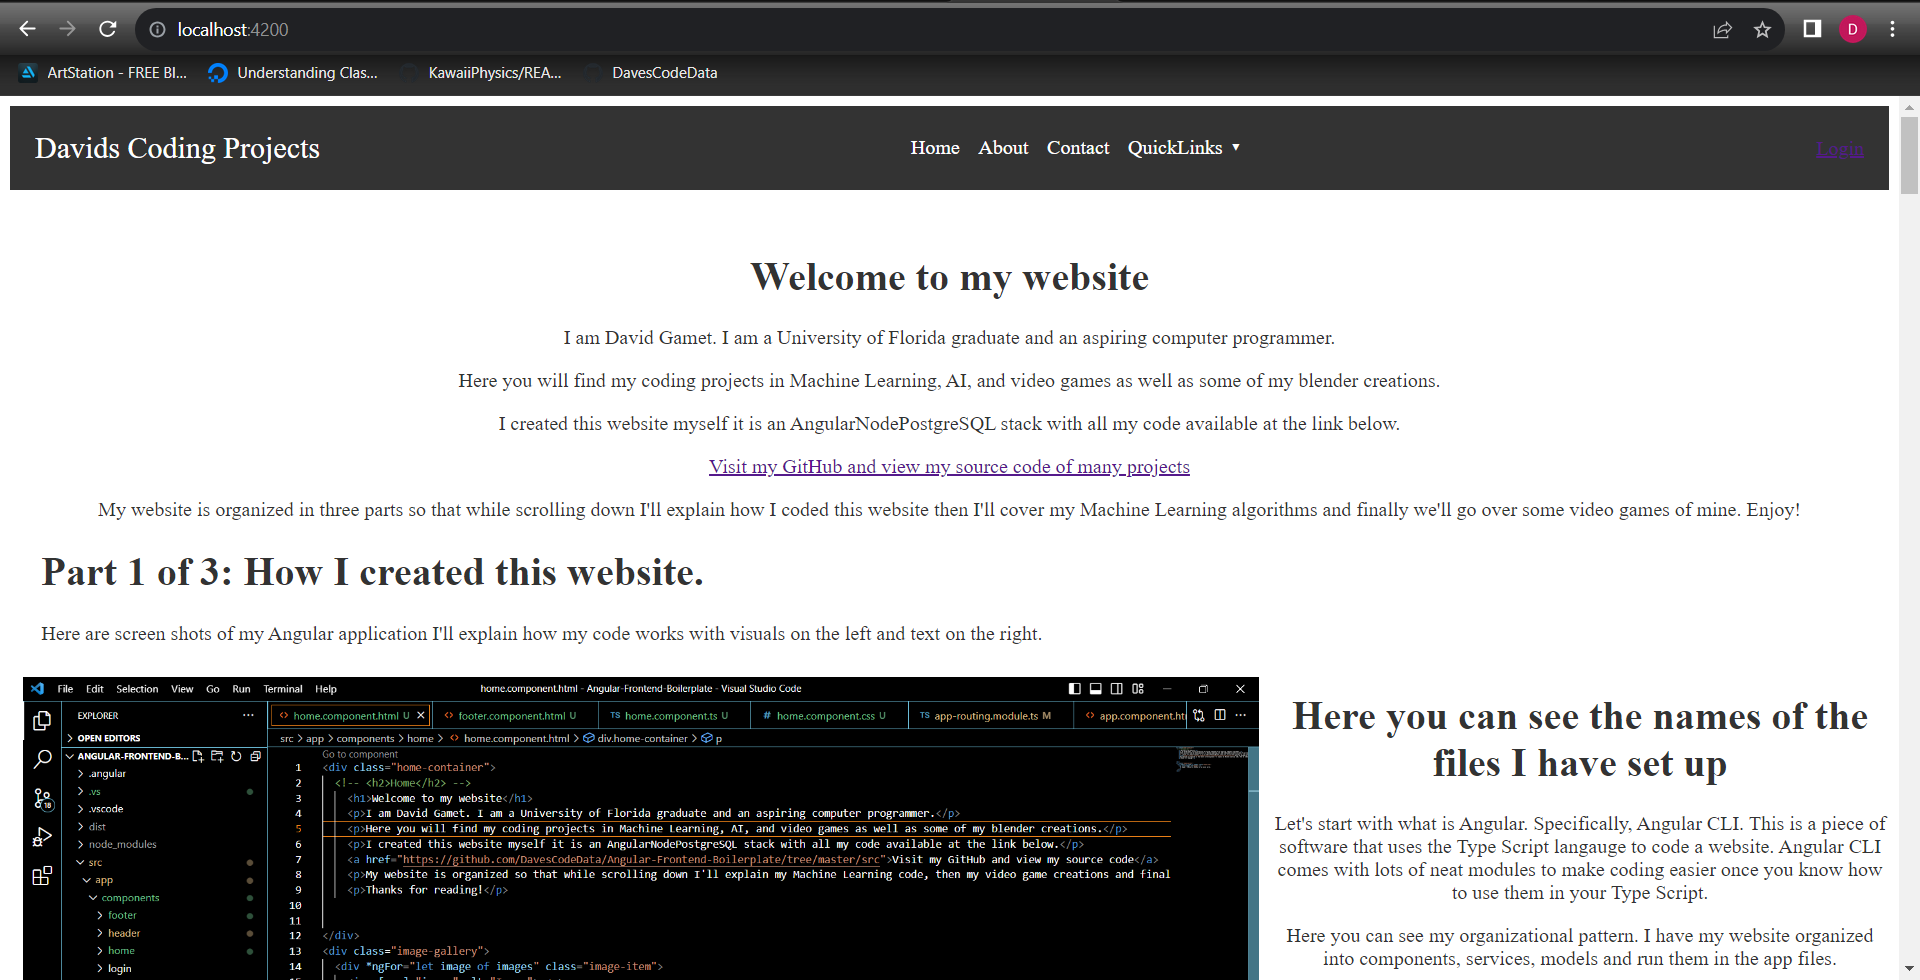 localhost:4200
D
ArtStation - FREE Bl...
Understanding Clas...
KawaiiPhysics/REA...
DavesCodeData
Davids Coding Projects
Home About Contact QuickLinks ▼
Login
Welcome to my website
I am David Gamet. I am a University of Florida graduate and an aspiring computer programmer.
Here you will find my coding projects in Machine Learning, AI, and video games as well as some of my blender creations.
I created this website myself it is an AngularNodePostgreSQL stack with all my code available at the link below.
Visit my GitHub and view my source code of many projects
My website is organized in three parts so that while scrolling down I'll explain how I coded this website then I'll cover my Machine Learning algorithms and finally we'll go over some video games of mine. Enjoy!
Part 1 of 3: How I created this website.
Here are screen shots of my Angular application I'll explain how my code works with visuals on the left and text on the right.
File Edit Selection View Go Run Terminal Help
home.component.html - Angular-Frontend-Boilerplate - Visual Studio Code
EXPLORER
OPEN EDITORS
ANGULAR-FRONTEND-B...
.angular
.vs
.vscode
dist
node_modules
src
app
components
footer
header
home
login
18
home.component.html U
footer.component.html U
TS home.component.ts U
# home.component.css U
TS app-routing.module.ts M
app.component.ht
src > app > components > home > <> home.component.html > div.home-container > p
Go to component
1 <div class="home-container">
2 <!-- <h2>Home</h2> -->
3 <h1>Welcome to my website</h1>
4 <p>I am David Gamet. I am a University of Florida graduate and an aspiring computer programmer.</p>
5 <p>Here you will find my coding projects in Machine Learning, AI, and video games as well as some of my blender creations.</p>
6 <p>I created this website myself it is an AngularNodePostgreSQL stack with all my code available at the link below.</p>
7 <a href="https://github.com/DavesCodeData/Angular-Frontend-Boilerplate/tree/master/src">Visit my GitHub and view my source code</a>
8 <p>My website is organized so that while scrolling down I'll explain my Machine Learning code, then my video game creations and final
9 <p>Thanks for reading!</p>
10
11
12 </div>
13 <div class="image-gallery">
14 <div *ngFor="let image of images" class="image-item">
Here you can see the names of the
files I have set up
Let's start with what is Angular. Specifically, Angular CLI. This is a piece of
software that uses the Type Script langauge to code a website. Angular CLI
comes with lots of neat modules to make coding easier once you know how
to use them in your Type Script.
Here you can see my organizational pattern. I have my website organized
into components, services, models and run them in the app files.